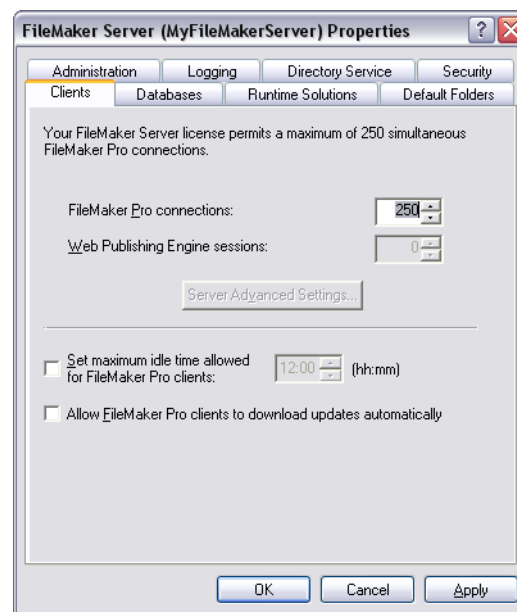 FileMaker Server (MyFileMakerServer) Properties
Administration Logging Directory Service Security
Clients Databases Runtime Solutions Default Folders
Your FileMaker Server license permits a maximum of 250 simultaneous
FileMaker Pro connections.
FileMaker Pro connections: 250
Web Publishing Engine sessions: 0
Server Advanced Settings...
Set maximum idle time allowed
for FileMaker Pro clients: 12:00 (hh:mm)
Allow FileMaker Pro clients to download updates automatically
OK Cancel Apply